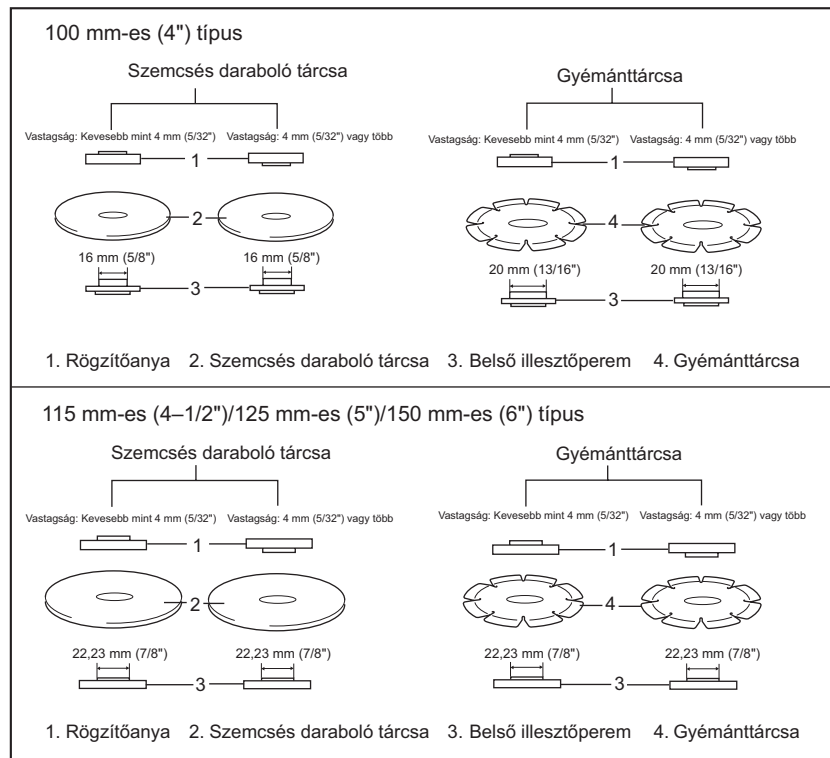 100 mm-es (4") típus
Szemcsés daraboló tárcsa
Gyémánttárcsa
Vastagság: Kevesebb mint 4 mm (5/32") Vastagság: 4 mm (5/32") vagy több
Vastagság: Kevesebb mint 4 mm (5/32") Vastagság: 4 mm (5/32") vagy több
1
1
2
4
16 mm (5/8") 16 mm (5/8")
20 mm (13/16") 20 mm (13/16")
3
3
1. Rögzítőanya 2. Szemcsés daraboló tárcsa 3. Belső illesztőperem 4. Gyémánttárcsa
115 mm-es (4–1/2")/125 mm-es (5")/150 mm-es (6") típus
Szemcsés daraboló tárcsa
Gyémánttárcsa
Vastagság: Kevesebb mint 4 mm (5/32") Vastagság: 4 mm (5/32") vagy több
Vastagság: Kevesebb mint 4 mm (5/32") Vastagság: 4 mm (5/32") vagy több
1
1
2
4
22,23 mm (7/8") 22,23 mm (7/8")
22,23 mm (7/8") 22,23 mm (7/8")
3
3
1. Rögzítőanya 2. Szemcsés daraboló tárcsa 3. Belső illesztőperem 4. Gyémánttárcsa